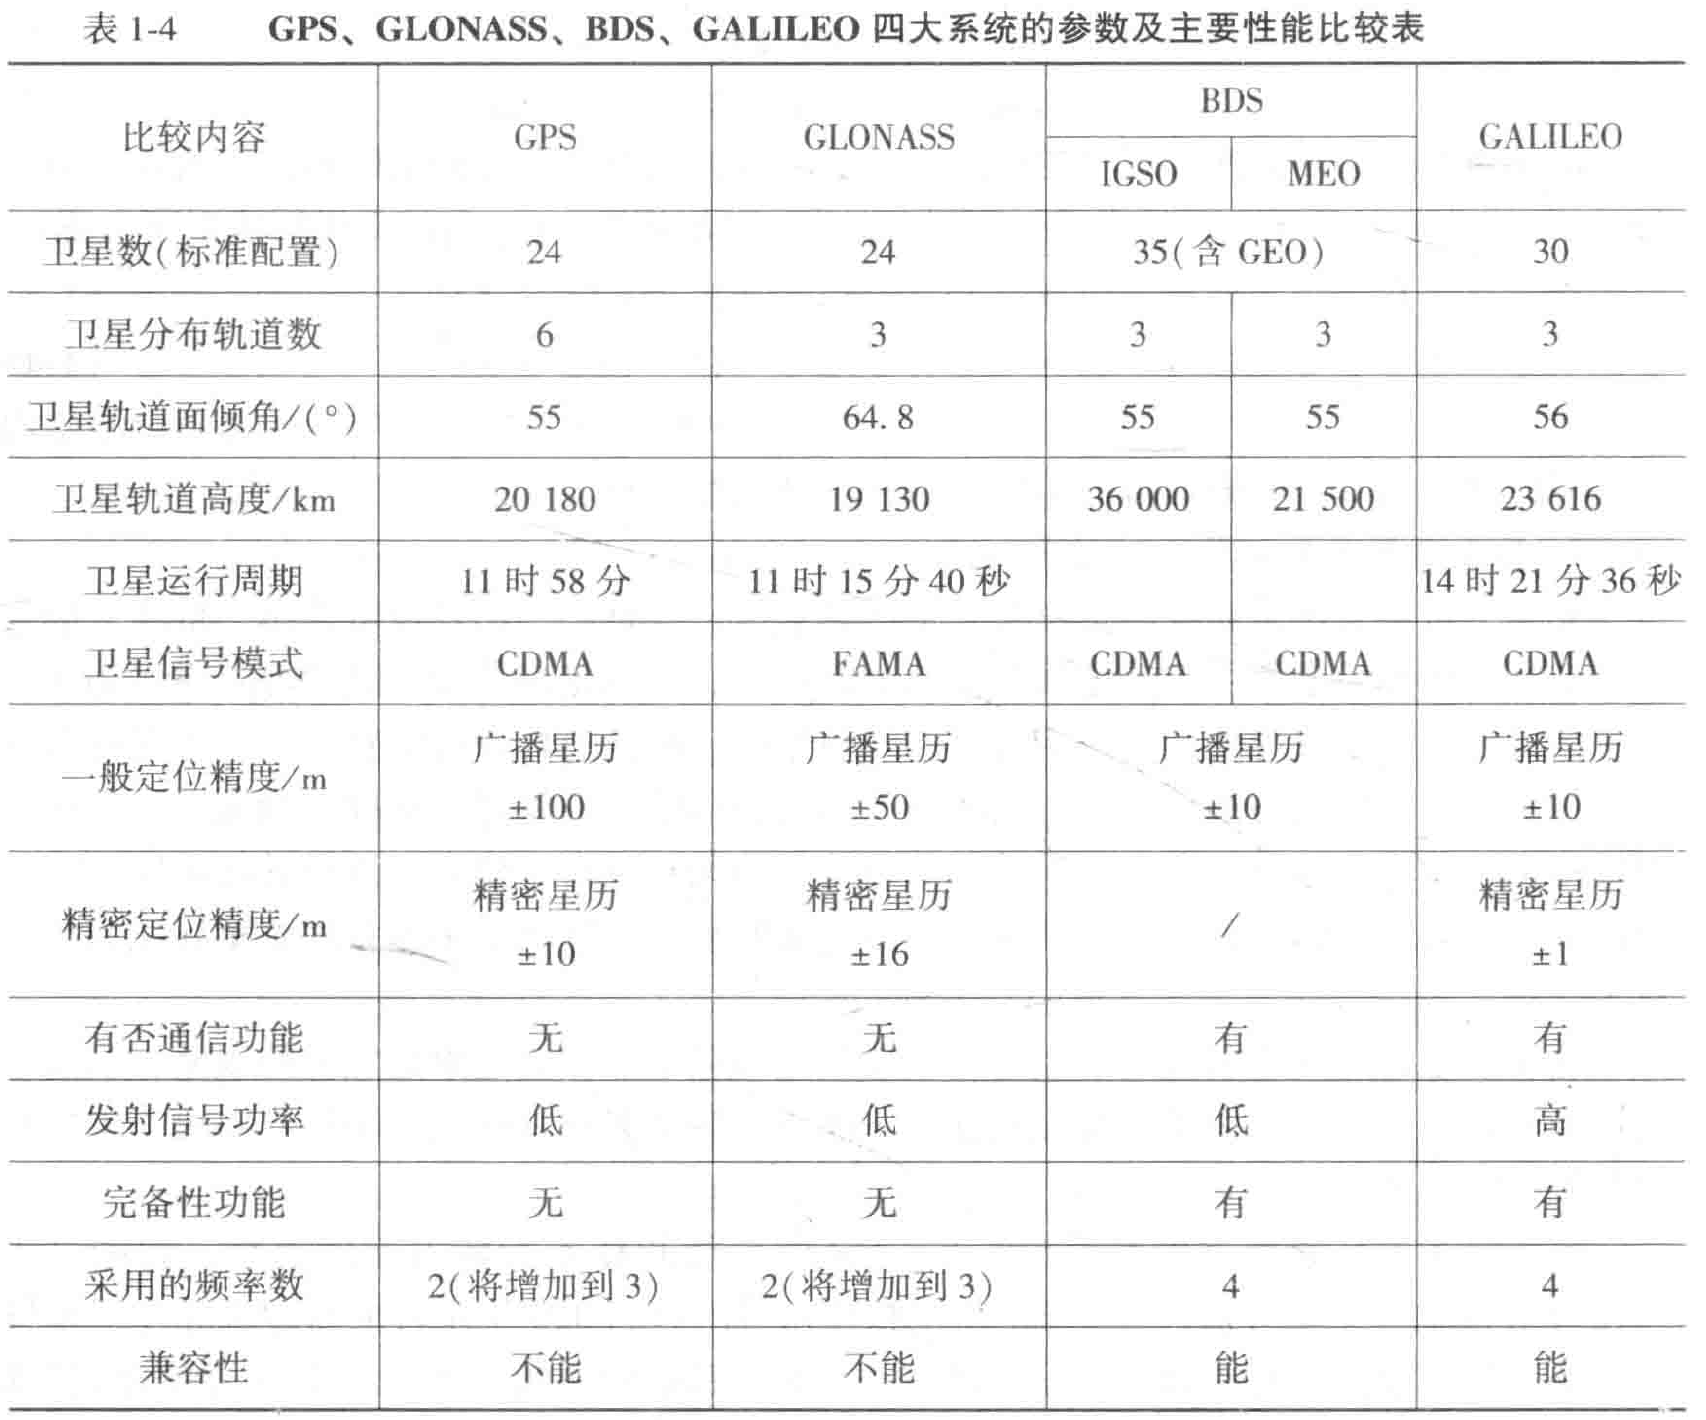 表 1-4 GPS、GLONASS、BDS、GALILEO 四大系统的参数及主要性能比较表
比较内容 GPS GLONASS BDS GALILEO
IGSO MEO
卫星数(标准配置) 24 24 35(含 GEO) 30
卫星分布轨道数 6 3 3 3 3
卫星轨道面倾角/(°) 55 64.8 55 55 56
卫星轨道高度/km 20 180 19 130 36 000 21 500 23 616
卫星运行周期 11 时 58 分 11 时 15 分 40 秒 14 时 21 分 36 秒
卫星信号模式 CDMA FAMA CDMA CDMA CDMA
一般定位精度/m 广播星历 广播星历 广播星历 广播星历
±100 ±50 ±10 ±10
精密定位精度/m 精密星历 精密星历 / 精密星历
±10 ±16 ±1
有否通信功能 无 无 有 有
发射信号功率 低 低 低 高
完备性功能 无 无 有 有
采用的频率数 2(将增加到 3) 2(将增加到 3) 4 4
兼容性 不能 不能 能 能